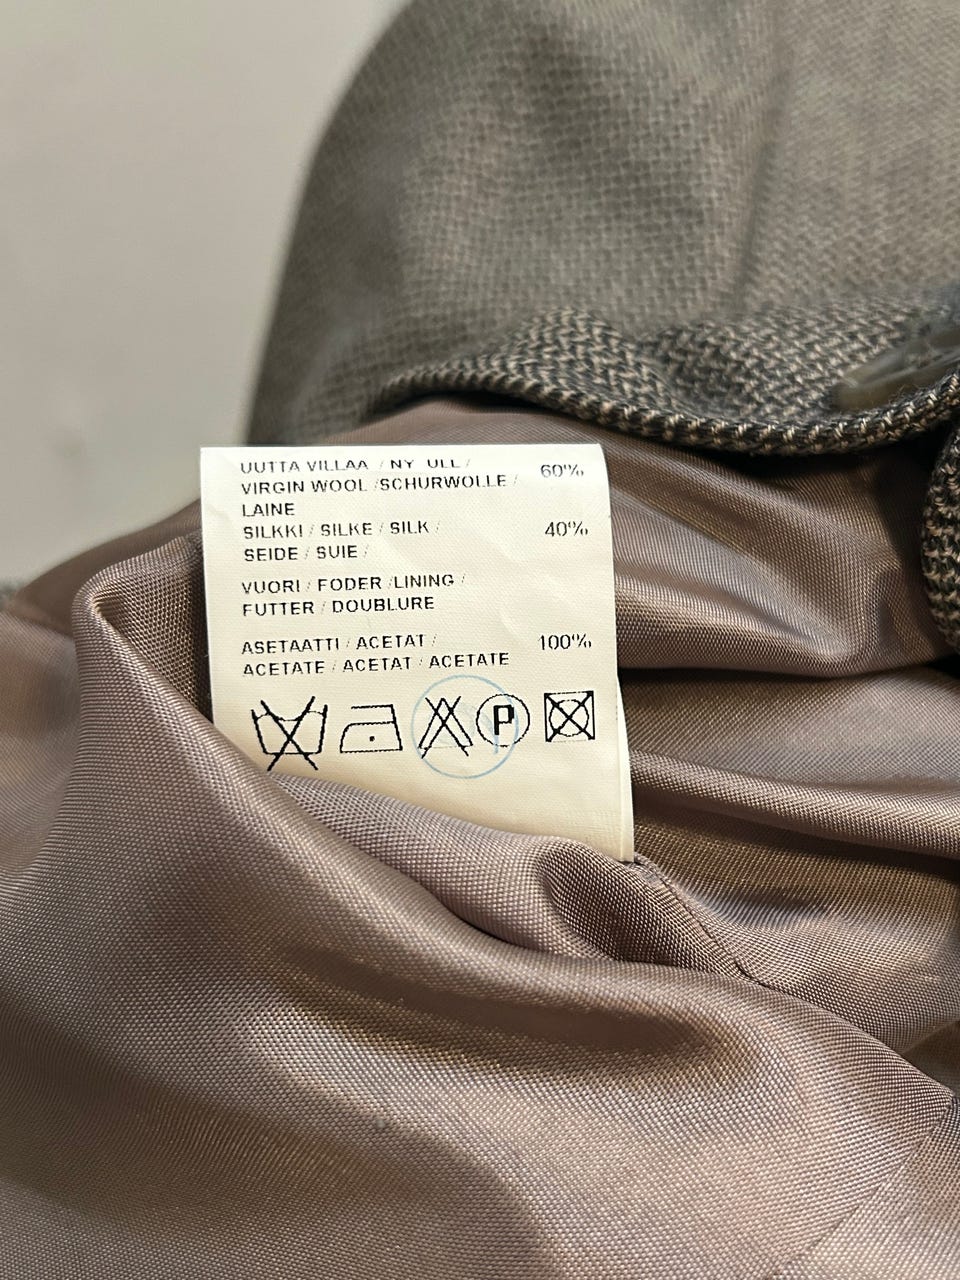 UUTTA VILLAA / NY ULL / 60%
VIRGIN WOOL / SCHURWOLLE /
LAINE
SILKKI / SILKE / SILK / 40%
SEIDE / SUIE /
VUORI / FODER / LINING /
FUTTER / DOUBLURE
ASETAATTI / ACETAT / 100%
ACETATE / ACETAT / ACETATE
P